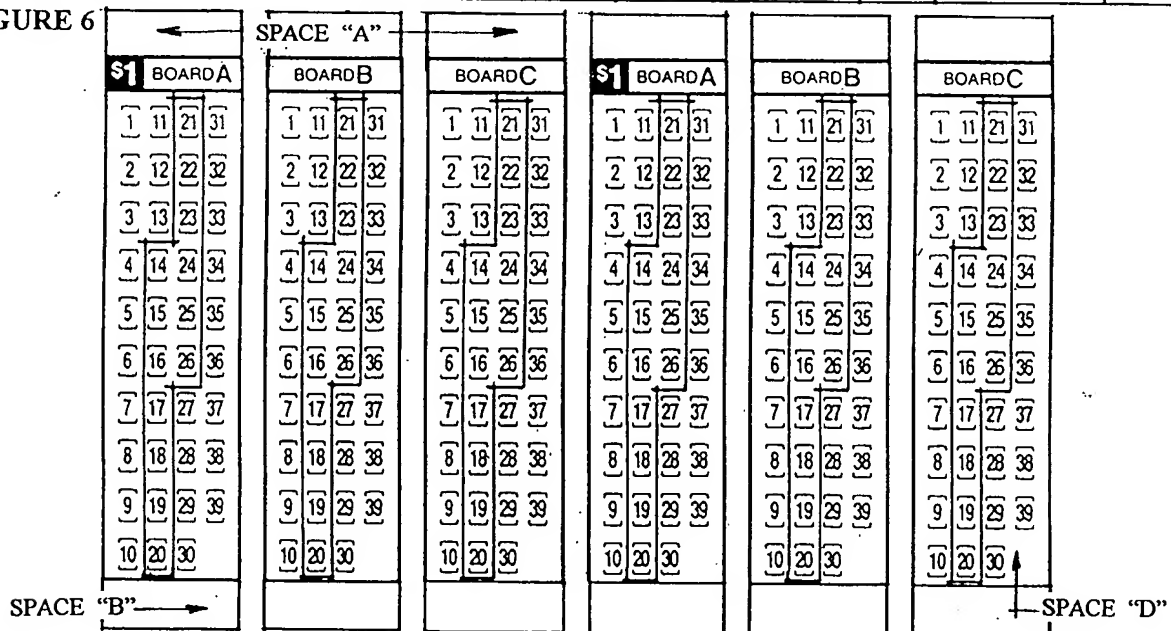 GURE 6
SPACE "A"
$1 BOARD A BOARD B BOARD C $1 BOARD A BOARD B BOARD C
1 11 21 31 1 11 21 31 1 11 21 31 1 11 21 31 1 11 21 31 1 11 21 31
2 12 22 32 2 12 22 32 2 12 22 32 2 12 22 32 2 12 22 32 2 12 22 32
3 13 23 33 3 13 23 33 3 13 23 33 3 13 23 33 3 13 23 33 3 13 23 33
4 14 24 34 4 14 24 34 4 14 24 34 4 14 24 34 4 14 24 34 4 14 24 34
5 15 25 35 5 15 25 35 5 15 25 35 5 15 25 35 5 15 25 35 5 15 25 35
6 16 26 36 6 16 26 36 6 16 26 36 6 16 26 36 6 16 26 36 6 16 26 36
7 17 27 37 7 17 27 37 7 17 27 37 7 17 27 37 7 17 27 37 7 17 27 37
8 18 28 38 8 18 28 38 8 18 28 38 8 18 28 38 8 18 28 38 8 18 28 38
9 19 29 39 9 19 29 39 9 19 29 39 9 19 29 39 9 19 29 39 9 19 29 39
10 20 30 10 20 30 10 20 30 10 20 30 10 20 30 10 20 30
SPACE "B" SPACE "D"